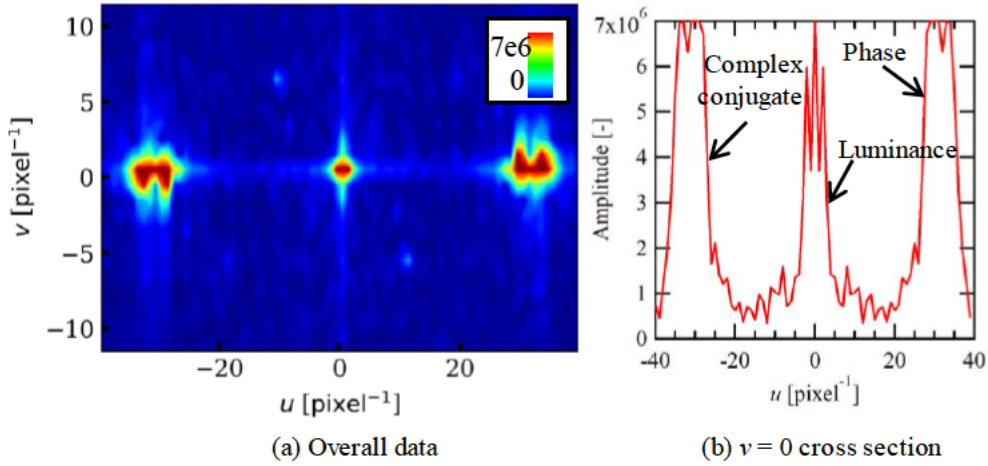 10
5
0
−5
−10
v [pixel⁻¹]
−20
0
20
u [pixel⁻¹]
7e6
0
(a) Overall data
7x10⁶
6
5
4
3
2
1
0
Amplitude [-]
-40
-20
0
20
40
u [pixel⁻¹]
Complex
conjugate
Phase
Luminance
(b) v = 0 cross section